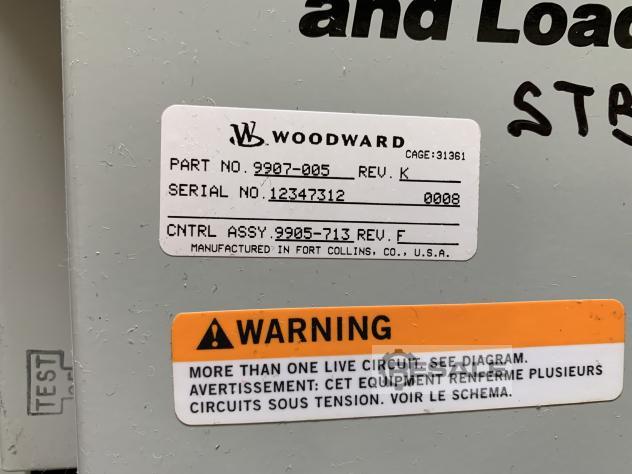 and Load
STA
WOODWARD
CAGE:31361
PART NO. 9907-005 REV. K
SERIAL NO. 12347312 0008
CNTRL ASSY. 9905-713 REV. F
MANUFACTURED IN FORT COLLINS, CO., U.S.A.
WARNING
MORE THAN ONE LIVE CIRCUIT. SEE DIAGRAM.
AVERTISSEMENT: CET EQUIPMENT RENFERME PLUSIEURS
CIRCUITS SOUS TENSION. VOIR LE SCHEMA.
RESALE
TEST